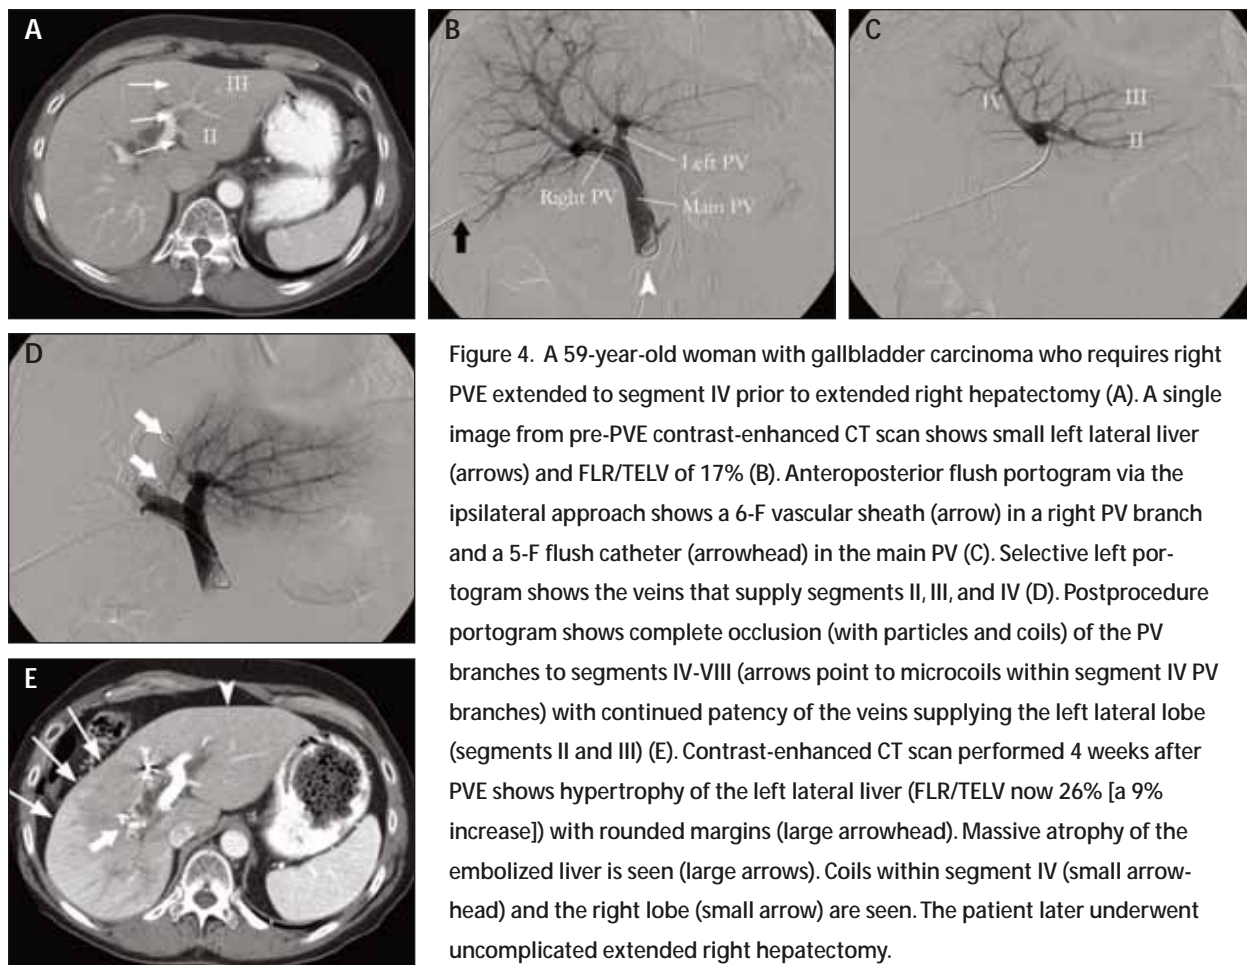 A
III
II
B
Left PV
Right PV
Main PV
C
IV
III
II
D
Figure 4. A 59-year-old woman with gallbladder carcinoma who requires right
PVE extended to segment IV prior to extended right hepatectomy (A). A single
image from pre-PVE contrast-enhanced CT scan shows small left lateral liver
(arrows) and FLR/TELV of 17% (B). Anteroposterior flush portogram via the
ipsilateral approach shows a 6-F vascular sheath (arrow) in a right PV branch
and a 5-F flush catheter (arrowhead) in the main PV (C). Selective left por-
togram shows the veins that supply segments II, III, and IV (D). Postprocedure
portogram shows complete occlusion (with particles and coils) of the PV
branches to segments IV-VIII (arrows point to microcoils within segment IV PV
branches) with continued patency of the veins supplying the left lateral lobe
(segments II and III) (E). Contrast-enhanced CT scan performed 4 weeks after
PVE shows hypertrophy of the left lateral liver (FLR/TELV now 26% [a 9%
increase]) with rounded margins (large arrowhead). Massive atrophy of the
embolized liver is seen (large arrows). Coils within segment IV (small arrow-
head) and the right lobe (small arrow) are seen. The patient later underwent
uncomplicated extended right hepatectomy.
E